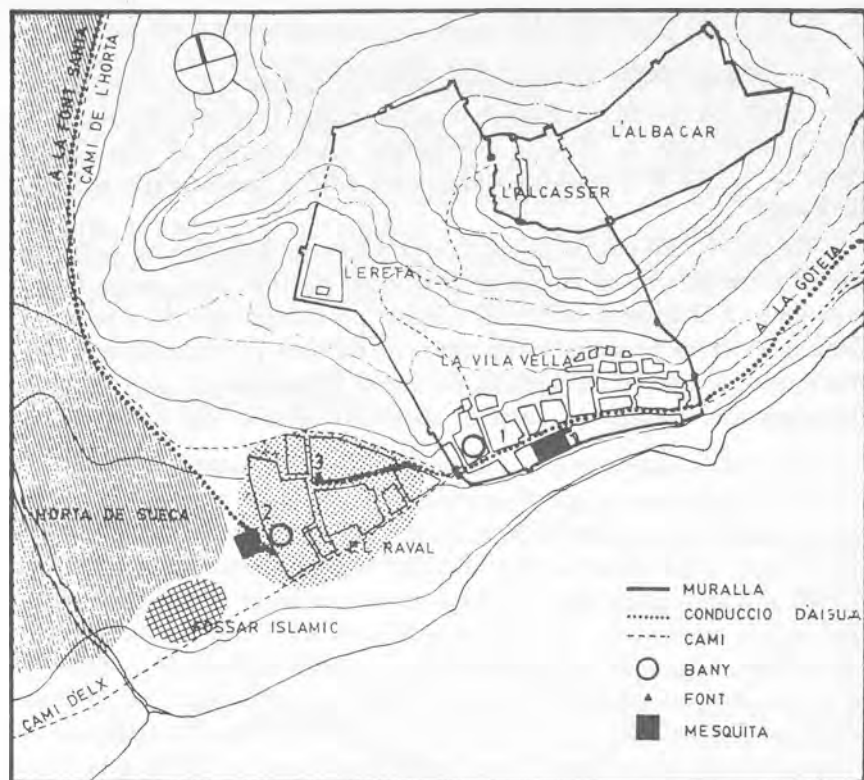 A LA FONT SANTA
CAMI DE L'HORTA
L'ALBACAR
L'ALCASSER
L'ERETA
A LA GOTETA
LA VILA VELLA
1
3
2
HORTA DE SUECA
EL RAVAL
FOSSAR ISLAMIC
CAMI D'ELX
MURALLA
CONDUCCIO D'AIGUA
CAMI
BANY
FONT
MESQUITA